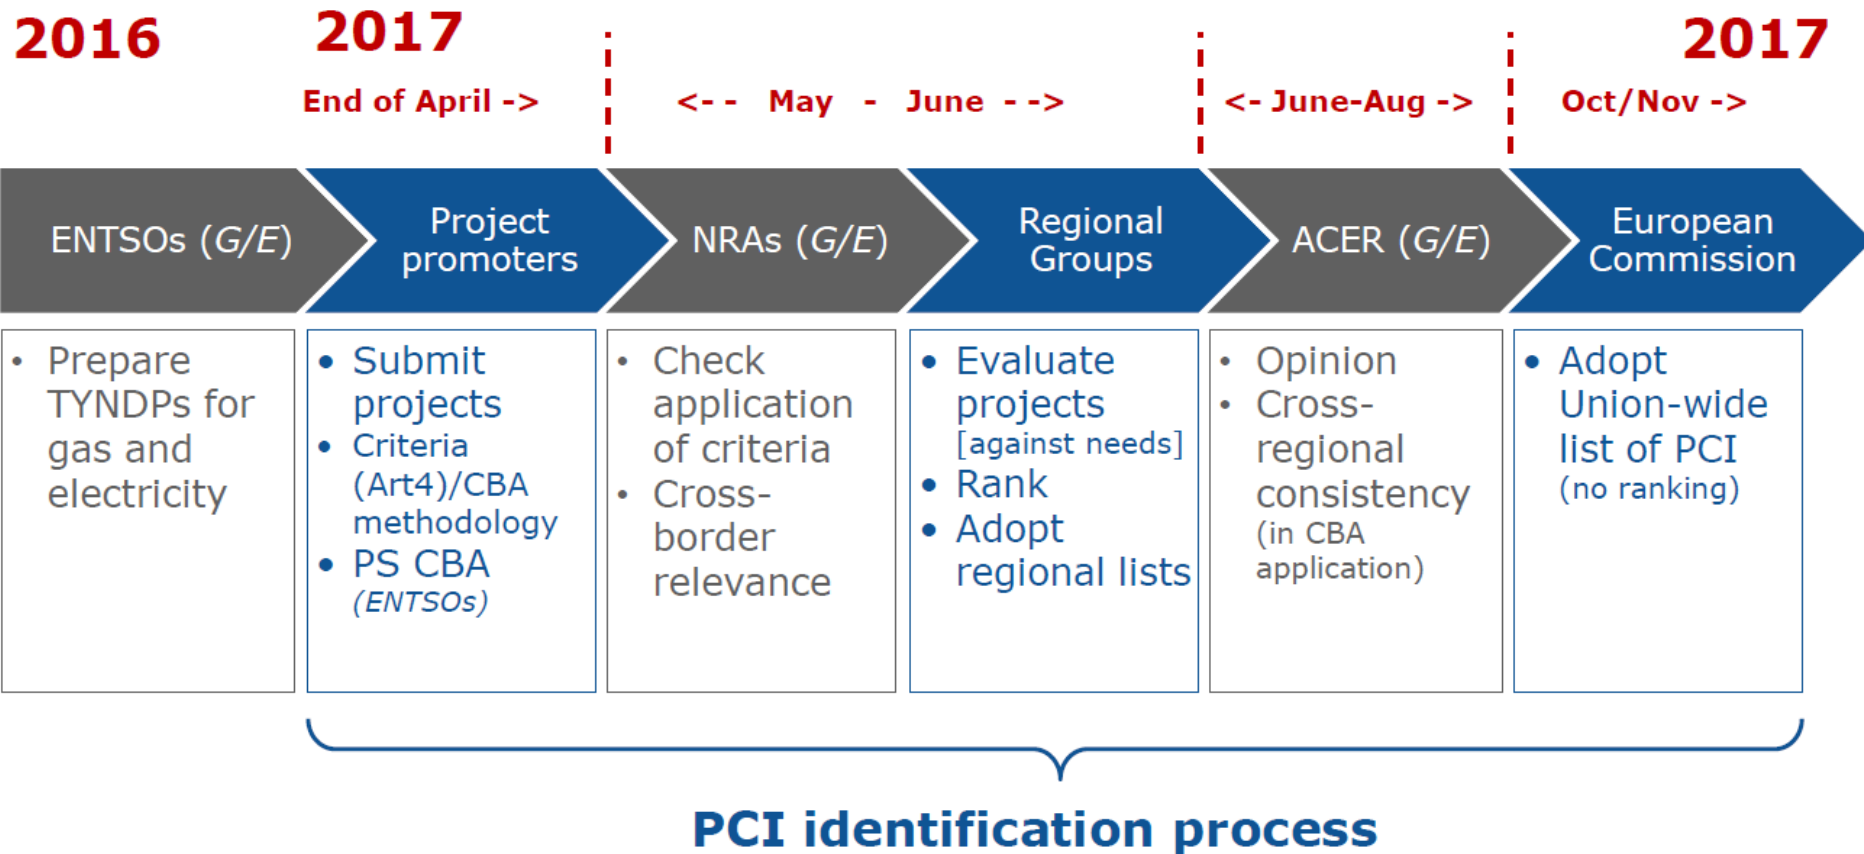 2016
2017
2017
End of April ->
<- - May - June - ->
<- June-Aug ->
Oct/Nov ->
ENTSOs (G/E)
Project
promoters
NRAs (G/E)
Regional
Groups
ACER (G/E)
European
Commission
• Prepare
TYNDPs for
gas and
electricity
• Submit
projects
• Criteria
(Art4)/CBA
methodology
• PS CBA
(ENTSOs)
• Check
application
of criteria
• Cross-
border
relevance
• Evaluate
projects
[against needs]
• Rank
• Adopt
regional lists
• Opinion
• Cross-
regional
consistency
(in CBA
application)
• Adopt
Union-wide
list of PCI
(no ranking)
PCI identification process